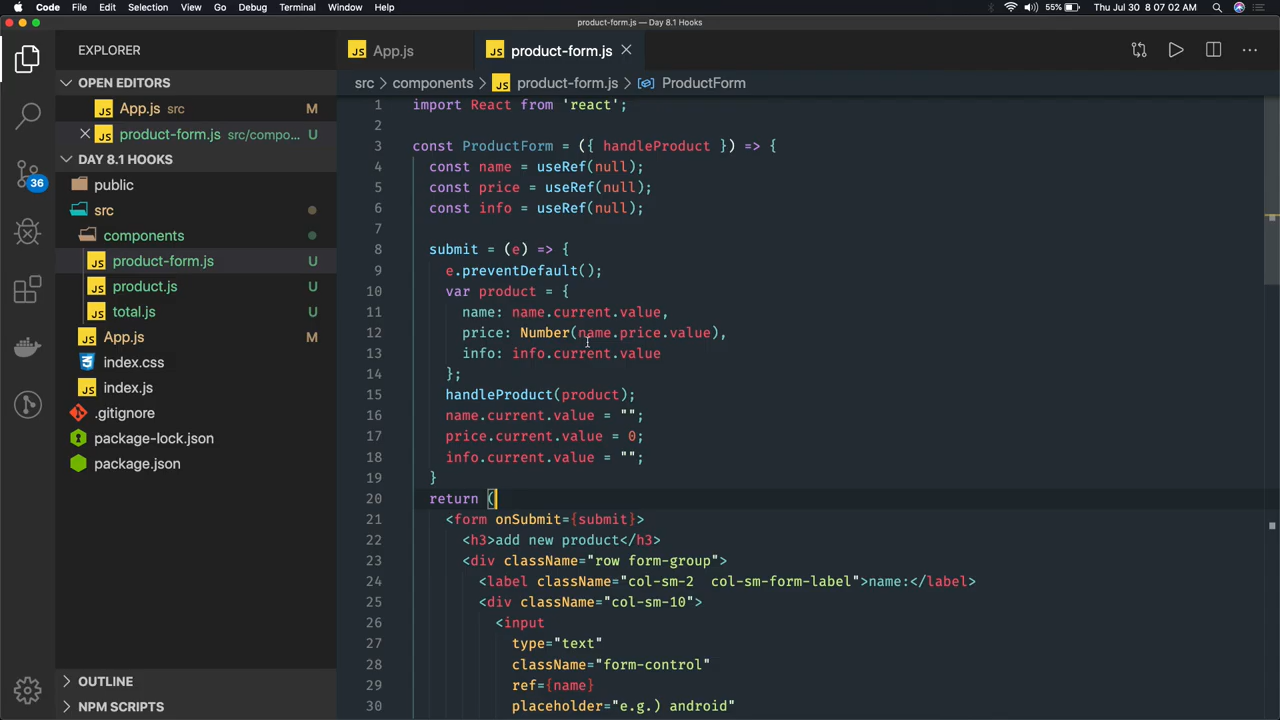 Code File Edit Selection View Go Debug Terminal Window Help 55% Thu Jul 30 8 07 02 AM
product-form.js — Day 8.1 Hooks
EXPLORER
JS App.js
JS product-form.js
OPEN EDITORS
src > components > JS product-form.js > ProductForm
JS App.js src M
JS product-form.js src/compo... U
DAY 8.1 HOOKS
public
src
components
JS product-form.js U
JS product.js U
JS total.js U
JS App.js M
index.css
JS index.js
.gitignore
package-lock.json
package.json
OUTLINE
NPM SCRIPTS
36
1 import React from 'react';
2
3 const ProductForm = ({ handleProduct }) => {
4 const name = useRef(null);
5 const price = useRef(null);
6 const info = useRef(null);
7
8 submit = (e) => {
9 e.preventDefault();
10 var product = {
11 name: name.current.value,
12 price: Number(name.price.value),
13 info: info.current.value
14 };
15 handleProduct(product);
16 name.current.value = "";
17 price.current.value = 0;
18 info.current.value = "";
19 }
20 return (
21 <form onSubmit={submit}>
22 <h3>add new product</h3>
23 <div className="row form-group">
24 <label className="col-sm-2  col-sm-form-label">name:</label>
25 <div className="col-sm-10">
26 <input
27 type="text"
28 className="form-control"
29 ref={name}
30 placeholder="e.g.) android"